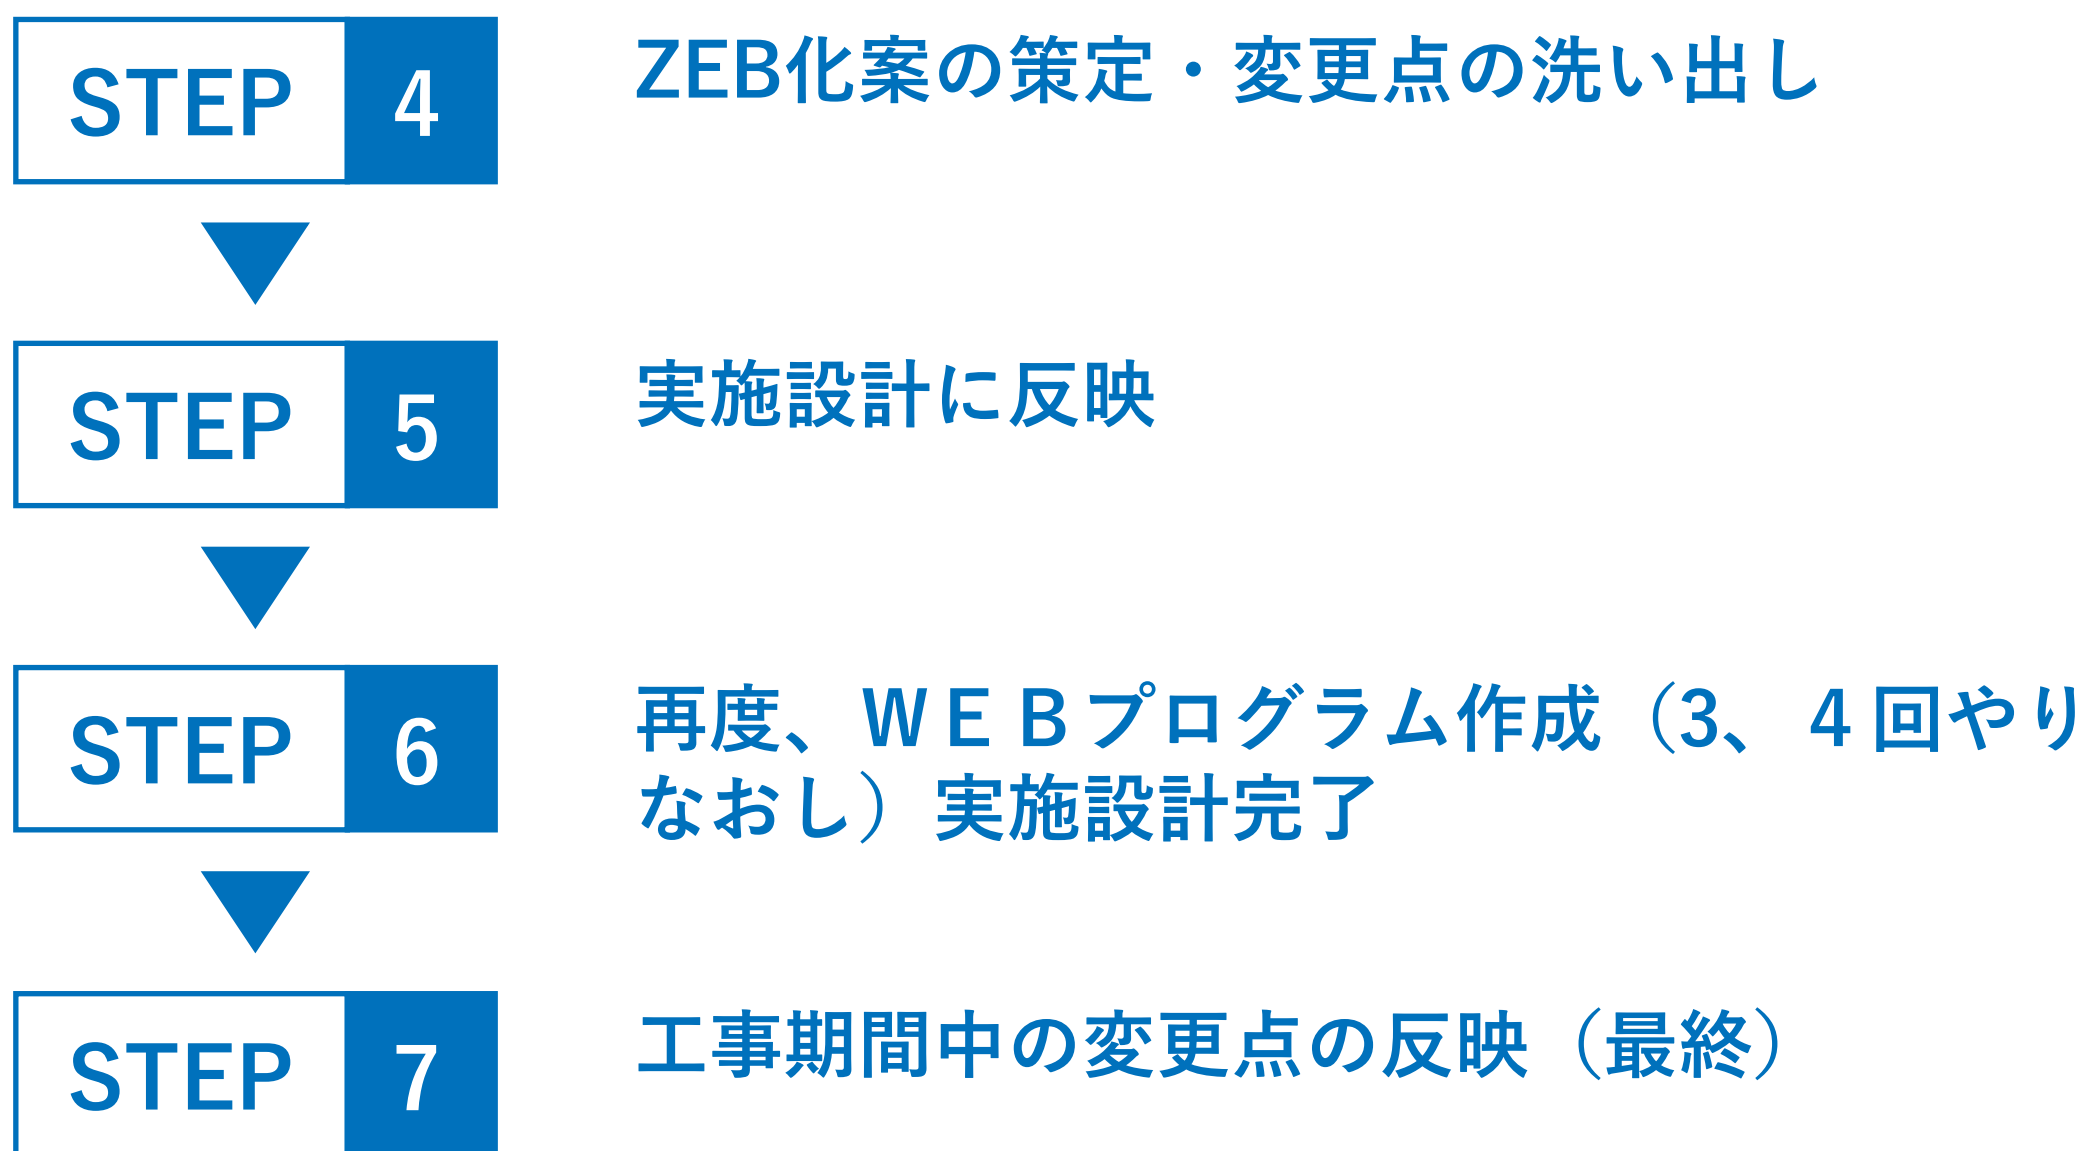 STEP 4
ZEB化案の策定・変更点の洗い出し
STEP 5
実施設計に反映
STEP 6
再度、ＷＥＢプログラム作成（3、４回やり
なおし）実施設計完了
STEP 7
工事期間中の変更点の反映（最終）